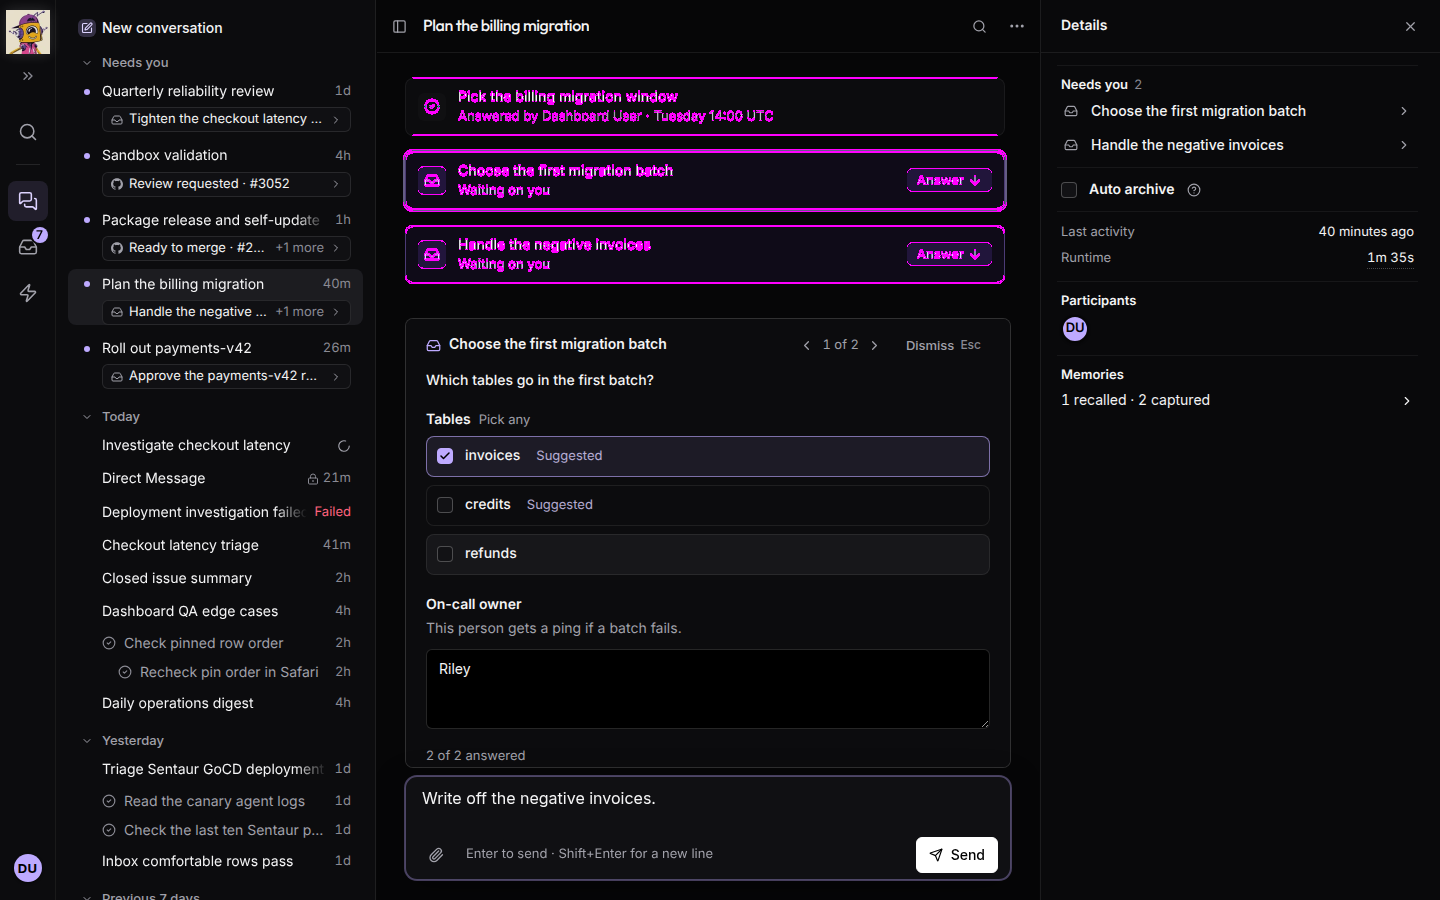 New conversation
Needs you
Quarterly reliability review 1d
Tighten the checkout latency ...
Sandbox validation 4h
Review requested · #3052
Package release and self-update 1h
Ready to merge · #2... +1 more
7
Plan the billing migration 40m
Handle the negative ... +1 more
Roll out payments-v42 26m
Approve the payments-v42 r...
Today
Investigate checkout latency
Direct Message 21m
Deployment investigation failed Failed
Checkout latency triage 41m
Closed issue summary 2h
Dashboard QA edge cases 4h
Check pinned row order 2h
Recheck pin order in Safari 2h
Daily operations digest 4h
Yesterday
Triage Sentaur GoCD deployment 1d
Read the canary agent logs 1d
Check the last ten Sentaur p... 1d
Inbox comfortable rows pass 1d
Previous 7 days
DU
Plan the billing migration
Pick the billing migration window
Answered by Dashboard User · Tuesday 14:00 UTC
Choose the first migration batch
Waiting on you
Answer
Handle the negative invoices
Waiting on you
Answer
Choose the first migration batch 1 of 2 Dismiss Esc
Which tables go in the first batch?
Tables Pick any
invoices Suggested
credits Suggested
refunds
On-call owner
This person gets a ping if a batch fails.
Riley
2 of 2 answered
Write off the negative invoices.
Enter to send · Shift+Enter for a new line
Send
Details
Needs you 2
Choose the first migration batch
Handle the negative invoices
Auto archive
Last activity 40 minutes ago
Runtime 1m 35s
Participants
DU
Memories
1 recalled · 2 captured